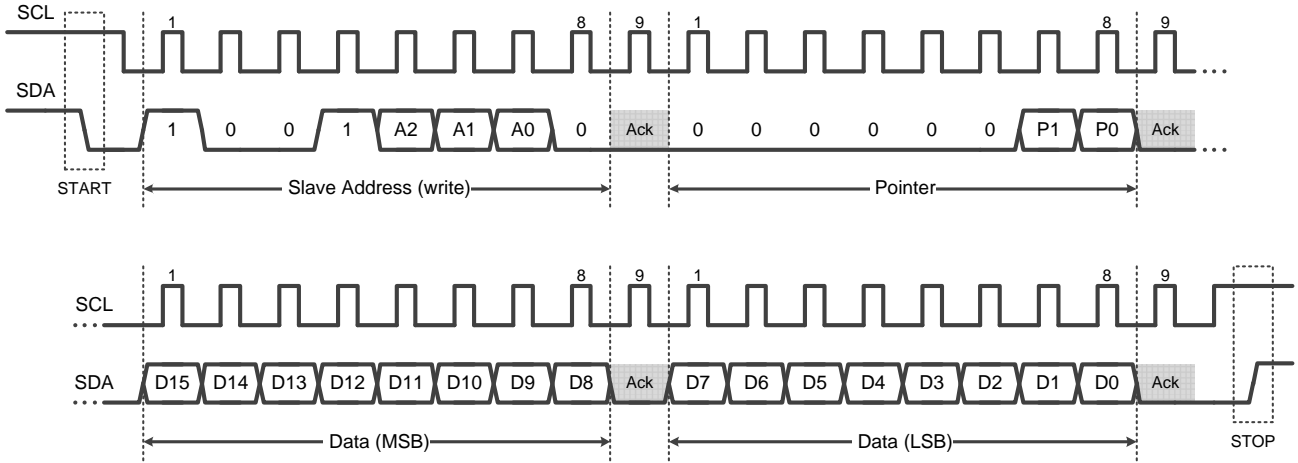 SCL 1 8 9 1 8 9
SDA 1 0 0 1 A2 A1 A0 0 Ack 0 0 0 0 0 0 P1 P0 Ack
START Slave Address (write) Pointer
SCL 1 8 9 1 8 9
SDA D15 D14 D13 D12 D11 D10 D9 D8 Ack D7 D6 D5 D4 D3 D2 D1 D0 Ack
Data (MSB) Data (LSB) STOP